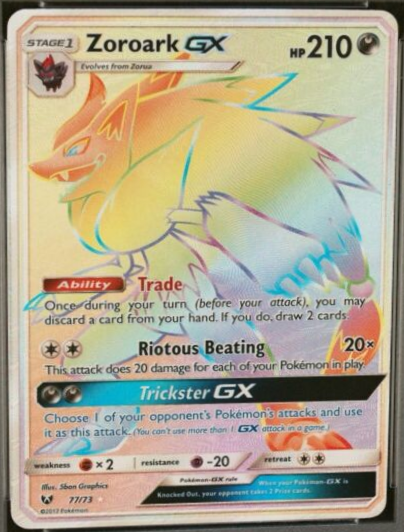 STAGE 1 Zoroark GX HP 210
Evolves from Zorua
Ability Trade
Once during your turn (before your attack), you may
discard a card from your hand. If you do, draw 2 cards.
Riotous Beating 20×
This attack does 20 damage for each of your Pokémon in play.
Trickster GX
Choose 1 of your opponent's Pokémon's attacks and use
it as this attack. (You can't use more than 1 GX attack in a game.)
weakness × 2 resistance -20 retreat
Illus. 5ban Graphics
Pokémon-GX rule
When your Pokémon-GX is
Knocked Out, your opponent takes 2 Prize cards.
77/73
©2017 Pokémon